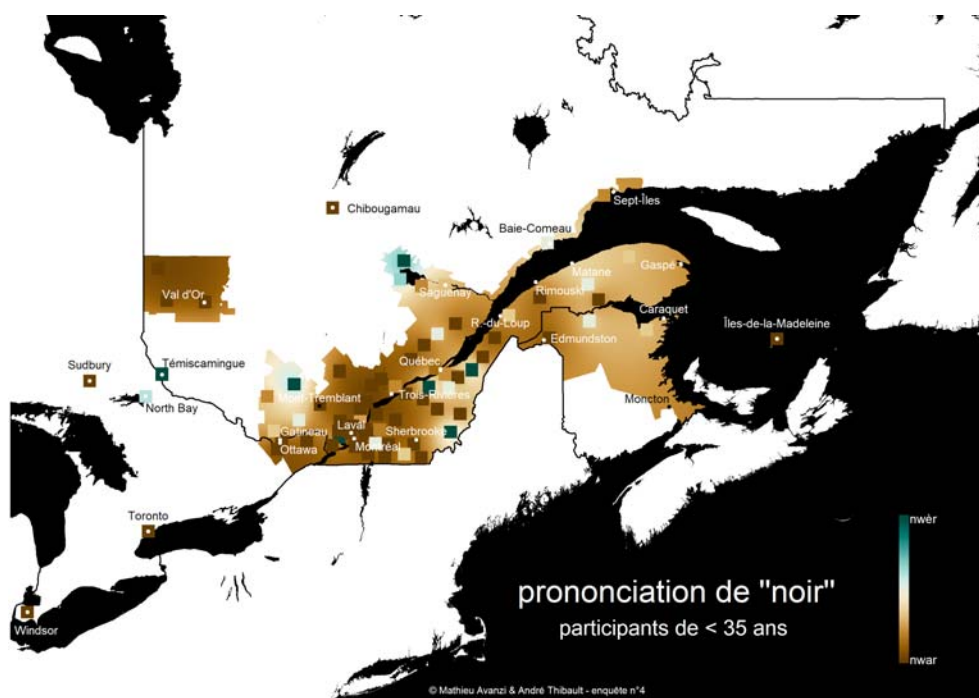 Sept-Îles
Chibougamau
Baie-Comeau
Matane
Gaspé
Saguenay
Rimouski
Val d'Or
Caraquet
R.-du-Loup
Îles-de-la-Madeleine
Edmundston
Québec
Témiscamingue
Sudbury
Mont-Tremblant
Trois-Rivières
North Bay
Moncton
Laval
Gatineau
Sherbrooke
Montréal
Ottawa
Toronto
nwèr
prononciation de "noir"
participants de < 35 ans
Windsor
nwar
© Mathieu Avanzi & André Thibault - enquête n°4